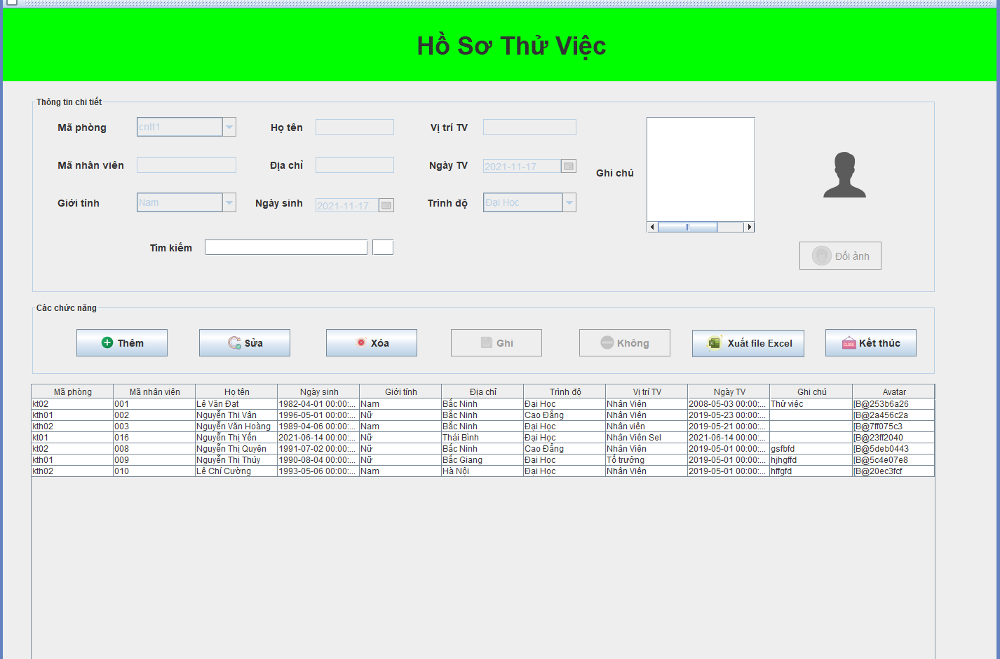 Hồ Sơ Thử Việc
Thông tin chi tiết
Mã phòng cntt1 Họ tên Vị trí TV
Mã nhân viên Địa chỉ Ngày TV 2021-11-17 Ghi chú
Giới tính Nam Ngày sinh 2021-11-17 Trình độ Đại Học
Tìm kiếm
Đổi ảnh
Các chức năng
Thêm Sửa Xóa Ghi Không Xuất file Excel CLOSE Kết thúc
Mã phòng Mã nhân viên Họ tên Ngày sinh Giới tính Địa chỉ Trình độ Vị trí TV Ngày TV Ghi chú Avatar
kt02 001 Lê Văn Đạt 1982-04-01 00:00:... Nam Bắc Ninh Đại Học Nhân Viên 2008-05-03 00:00:... Thử việc [B@253b6a26
kth01 002 Nguyễn Thị Vân 1996-05-01 00:00:... Nữ Bắc Ninh Cao Đẳng Nhân Viên 2019-05-23 00:00:... [B@2a456c2a
kth02 003 Nguyễn Văn Hoàng 1989-04-06 00:00:... Nam Bắc Ninh Đại Học Nhân viên 2019-05-21 00:00:... [B@7ff075c3
kt01 016 Nguyễn Thị Yến 2021-06-14 00:00:... Nữ Thái Bình Đại Học Nhân Viên Sel 2021-06-14 00:00:... [B@23ff2040
kt02 008 Nguyễn Thị Quyên 1991-07-02 00:00:... Nữ Bắc Ninh Cao Đẳng Nhân Viên 2019-05-01 00:00:... gsfbfd [B@5deb0443
kth01 009 Nguyễn Thị Thúy 1990-08-04 00:00:... Nữ Bắc Giang Đại Học Tổ trưởng 2019-05-01 00:00:... hjhgffd [B@5c4e07e8
kth02 010 Lê Chí Cường 1993-05-06 00:00:... Nam Hà Nội Đại Học Nhân Viên 2019-05-01 00:00:... hffgfd [B@20ec3fcf